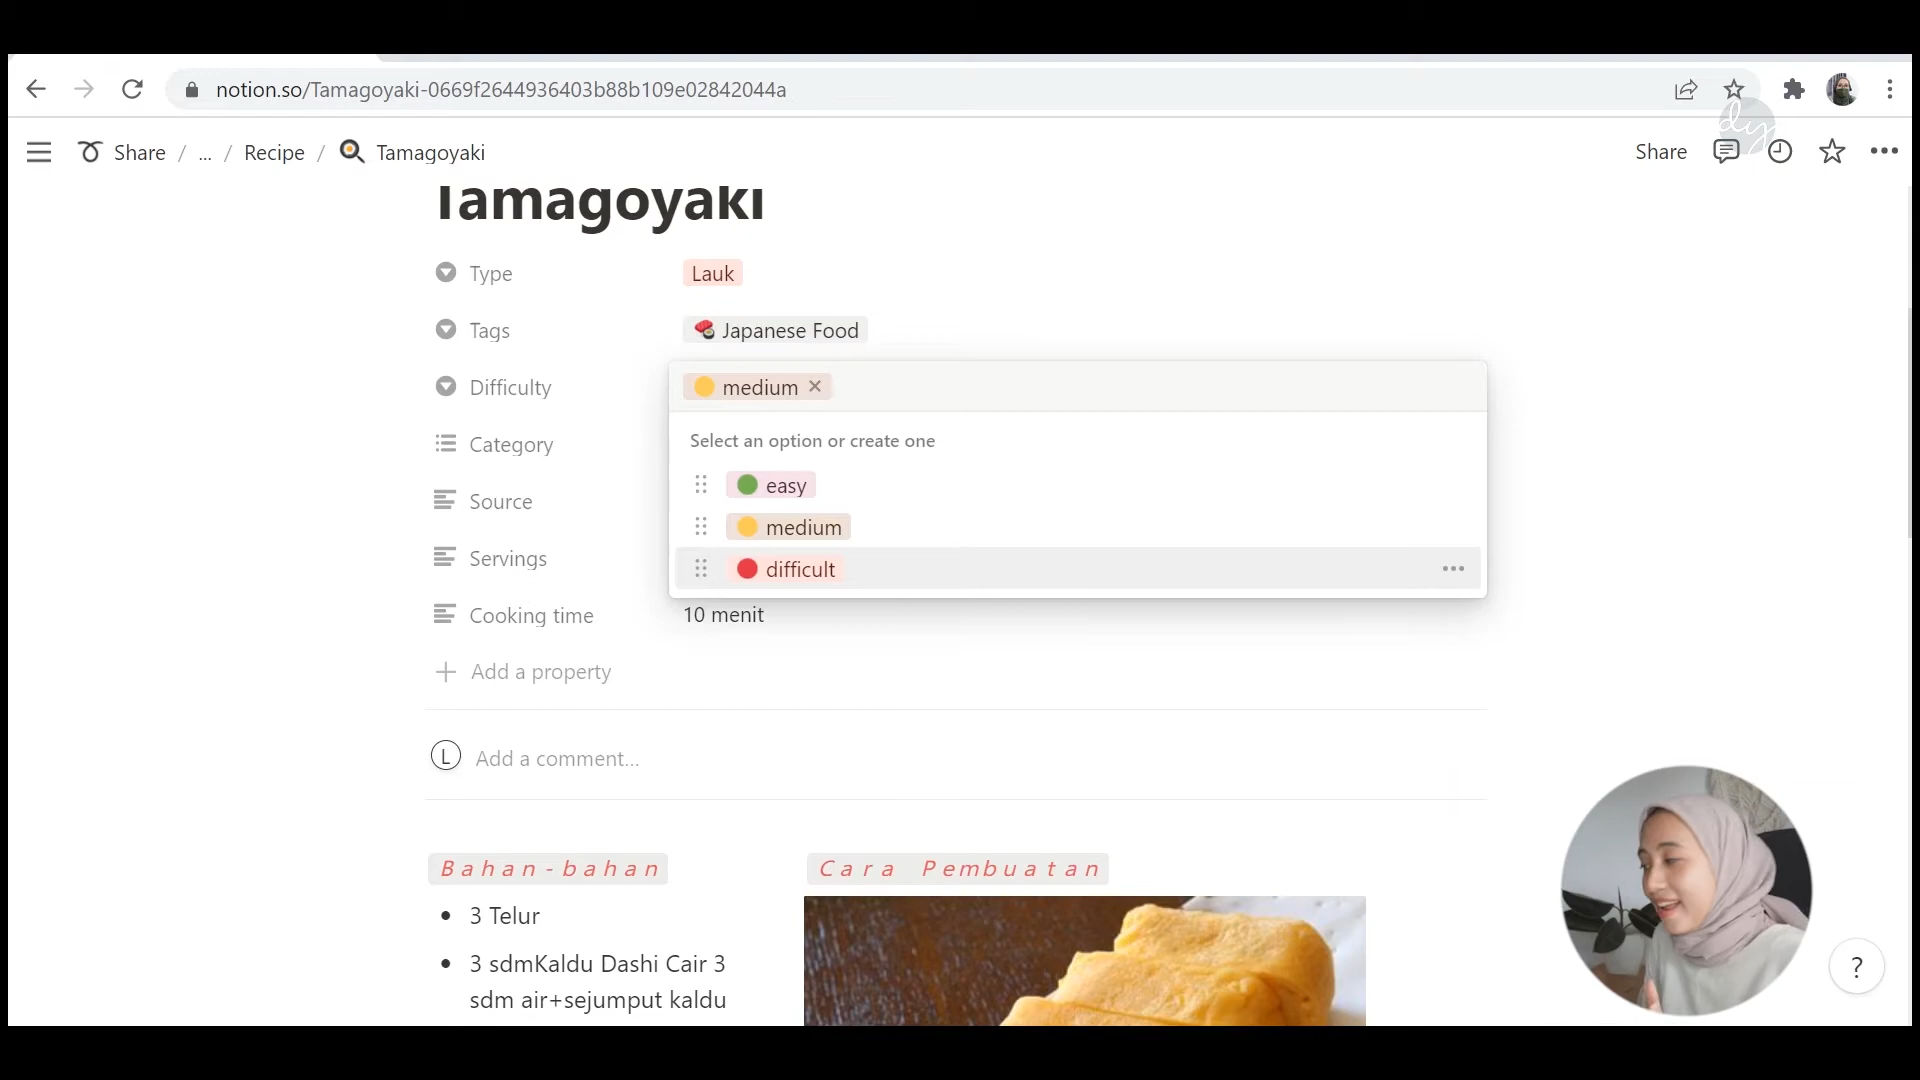 notion.so/Tamagoyaki-0669f2644936403b88b109e02842044a
dy
Share / ... / Recipe / Tamagoyaki
Share
Tamagoyaki
Type Lauk
Tags Japanese Food
Difficulty medium
Select an option or create one
Category
easy
Source
medium
Servings
difficult
Cooking time 10 menit
Add a property
L Add a comment...
Bahan-bahan
Cara Pembuatan
3 Telur
3 sdmKaldu Dashi Cair 3
sdm air+sejumput kaldu
?